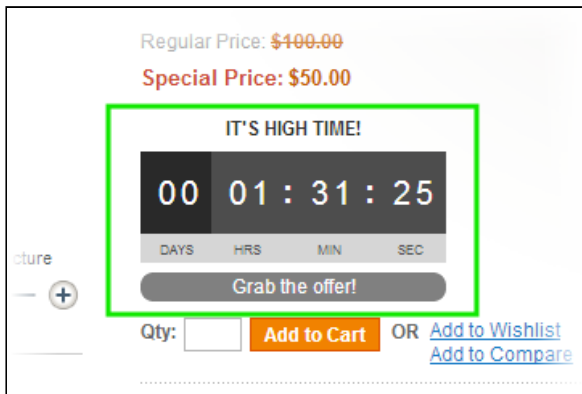 Regular Price: $100.00
Special Price: $50.00
IT'S HIGH TIME!
00 01 : 31 : 25
DAYS HRS MIN SEC
cture
Grab the offer!
Qty: Add to Cart OR Add to Wishlist
Add to Compare